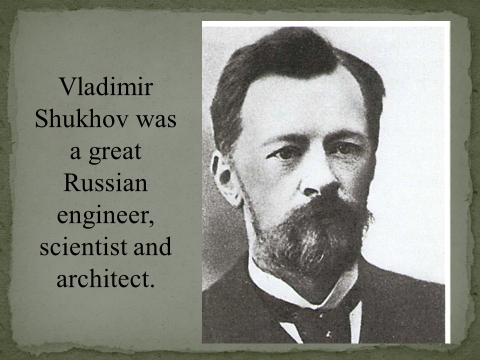 Vladimir
Shukhov was
a great
Russian
engineer,
scientist and
architect.